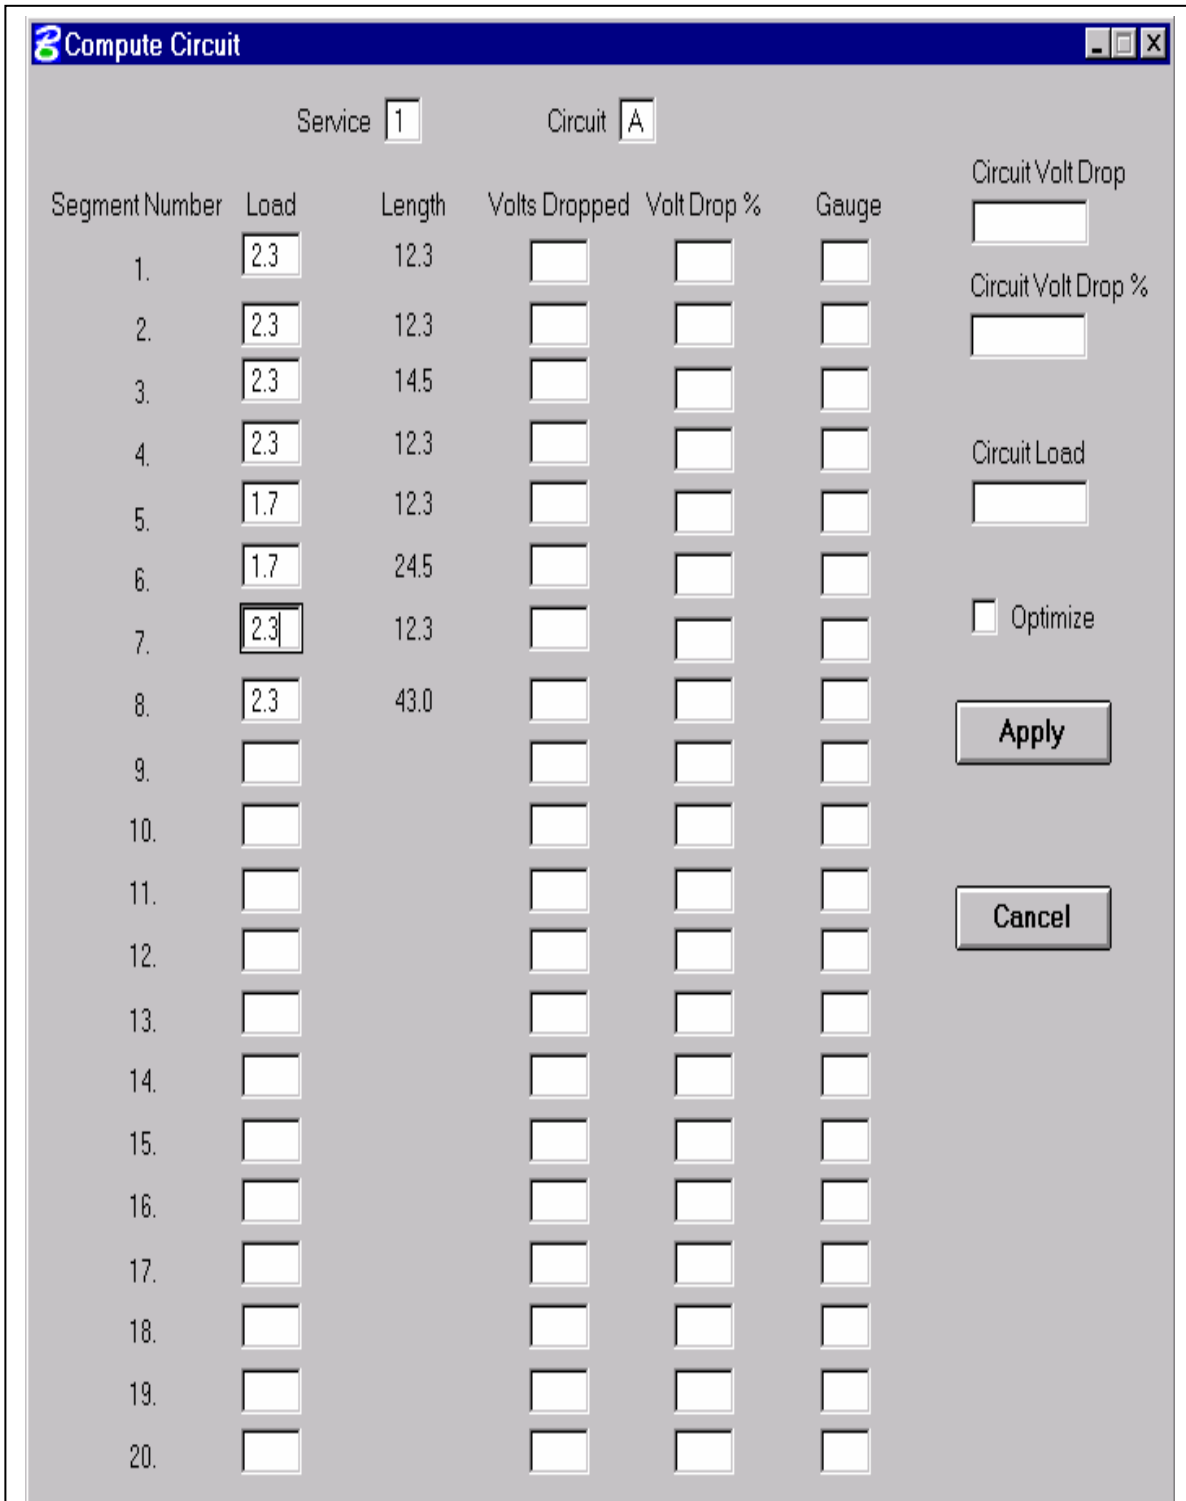 Compute Circuit
Service 1 Circuit A
Circuit Volt Drop
Segment Number Load Length Volts Dropped Volt Drop % Gauge
1. 2.3 12.3
Circuit Volt Drop %
2. 2.3 12.3
3. 2.3 14.5
4. 2.3 12.3
Circuit Load
5. 1.7 12.3
6. 1.7 24.5
Optimize
7. 2.3 12.3
8. 2.3 43.0
Apply
9.
10.
11.
Cancel
12.
13.
14.
15.
16.
17.
18.
19.
20.